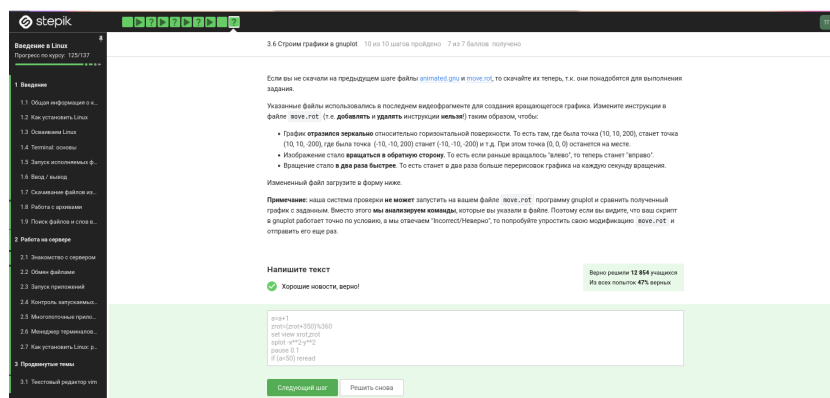 stepik
Введение в Linux
Прогресс по курсу: 125/137
1 Введение
1.1 Общая информация о к...
1.2 Как установить Linux
1.3 Осваиваем Linux
1.4 Terminal: основы
1.5 Запуск исполняемых ф...
1.6 Ввод / вывод
1.7 Скачивание файлов из...
1.8 Работа с архивами
1.9 Поиск файлов и слов в...
2 Работа на сервере
2.1 Знакомство с сервером
2.2 Обмен файлами
2.3 Запуск приложений
2.4 Контроль запускаемых...
2.5 Многопоточные прило...
2.6 Менеджер терминалов...
2.7 Как установить Linux: р...
3 Продвинутые темы
3.1 Текстовый редактор vim
3.6 Строим графики в gnuplot 10 из 10 шагов пройдено 7 из 7 баллов получено
Если вы не скачали на предыдущем шаге файлы animated.gnu и move.rot, то скачайте их теперь, т.к. они понадобятся для выполнения
задания.
Указанные файлы использовались в последнем видеофрагменте для создания вращающегося графика. Измените инструкции в
файле move.rot (т.е. добавлять и удалять инструкции нельзя!) таким образом, чтобы:
• График отразился зеркально относительно горизонтальной поверхности. То есть там, где была точка (10, 10, 200), станет точка
(10, 10, -200), где была точка (-10, -10, 200) станет (-10, -10, -200) и т.д. При этом точка (0, 0, 0) останется на месте.
• Изображение стало вращаться в обратную сторону. То есть если раньше вращалось "влево", то теперь станет "вправо".
• Вращение стало в два раза быстрее. То есть станет в два раза больше перерисовок графика на каждую секунду вращения.
Измененный файл загрузите в форму ниже.
Примечание: наша система проверки не может запустить на вашем файле move.rot программу gnuplot и сравнить полученный
график с заданным. Вместо этого мы анализируем команды, которые вы указали в файле. Поэтому если вы видите, что ваш скрипт
в gnuplot работает точно по условию, а мы отвечаем "Incorrect/Неверно", то попробуйте упростить свою модификацию move.rot и
отправить его еще раз.
Напишите текст
Хорошие новости, верно!
Верно решили 12 854 учащихся
Из всех попыток 47% верных
a=a+1
zrot=(zrot+350)%360
set view xrot,zrot
splot -x**2-y**2
pause 0.1
if (a<50) reread
Следующий шаг Решить снова